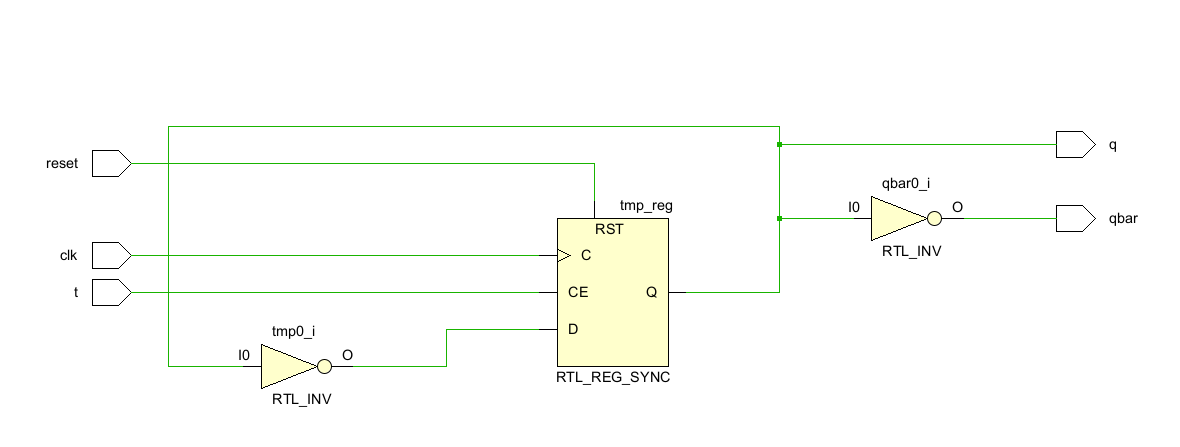 reset
clk
t
tmp0_i
I0
O
RTL_INV
tmp_reg
RST
C
CE
Q
D
RTL_REG_SYNC
qbar0_i
I0
O
RTL_INV
q
qbar